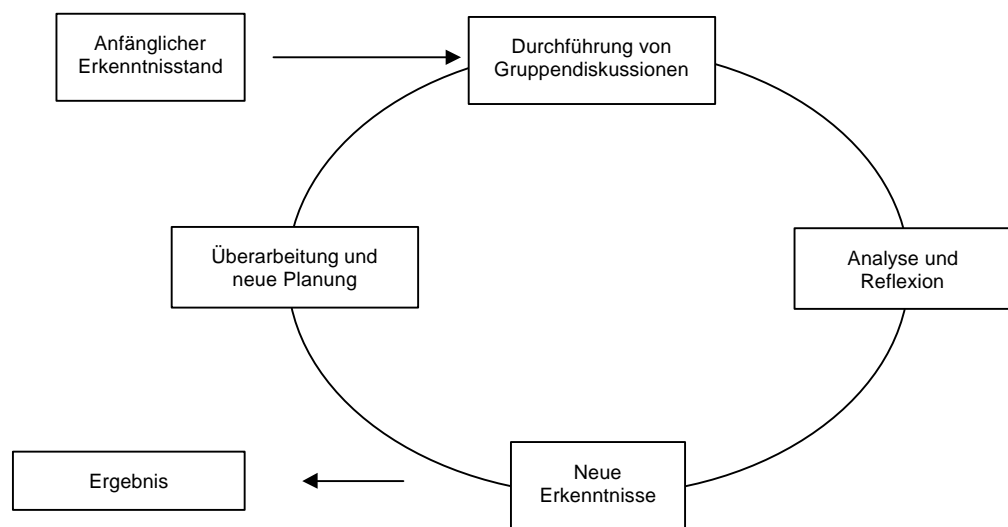 Anfänglicher
Erkenntnisstand
Durchführung von
Gruppendiskussionen
Überarbeitung und
neue Planung
Analyse und
Reflexion
Ergebnis
Neue
Erkenntnisse